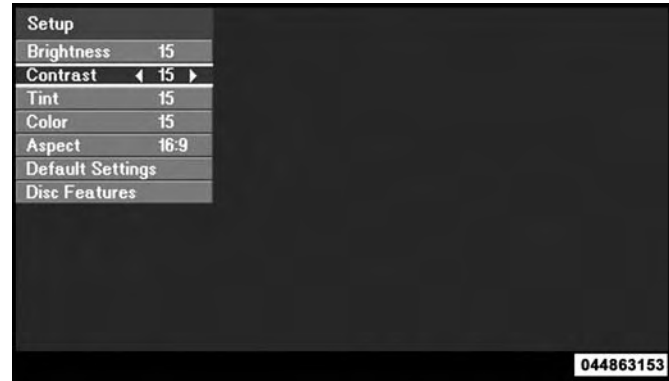 Setup
Brightness 15
Contrast 15
Tint 15
Color 15
Aspect 16:9
Default Settings
Disc Features
044863153